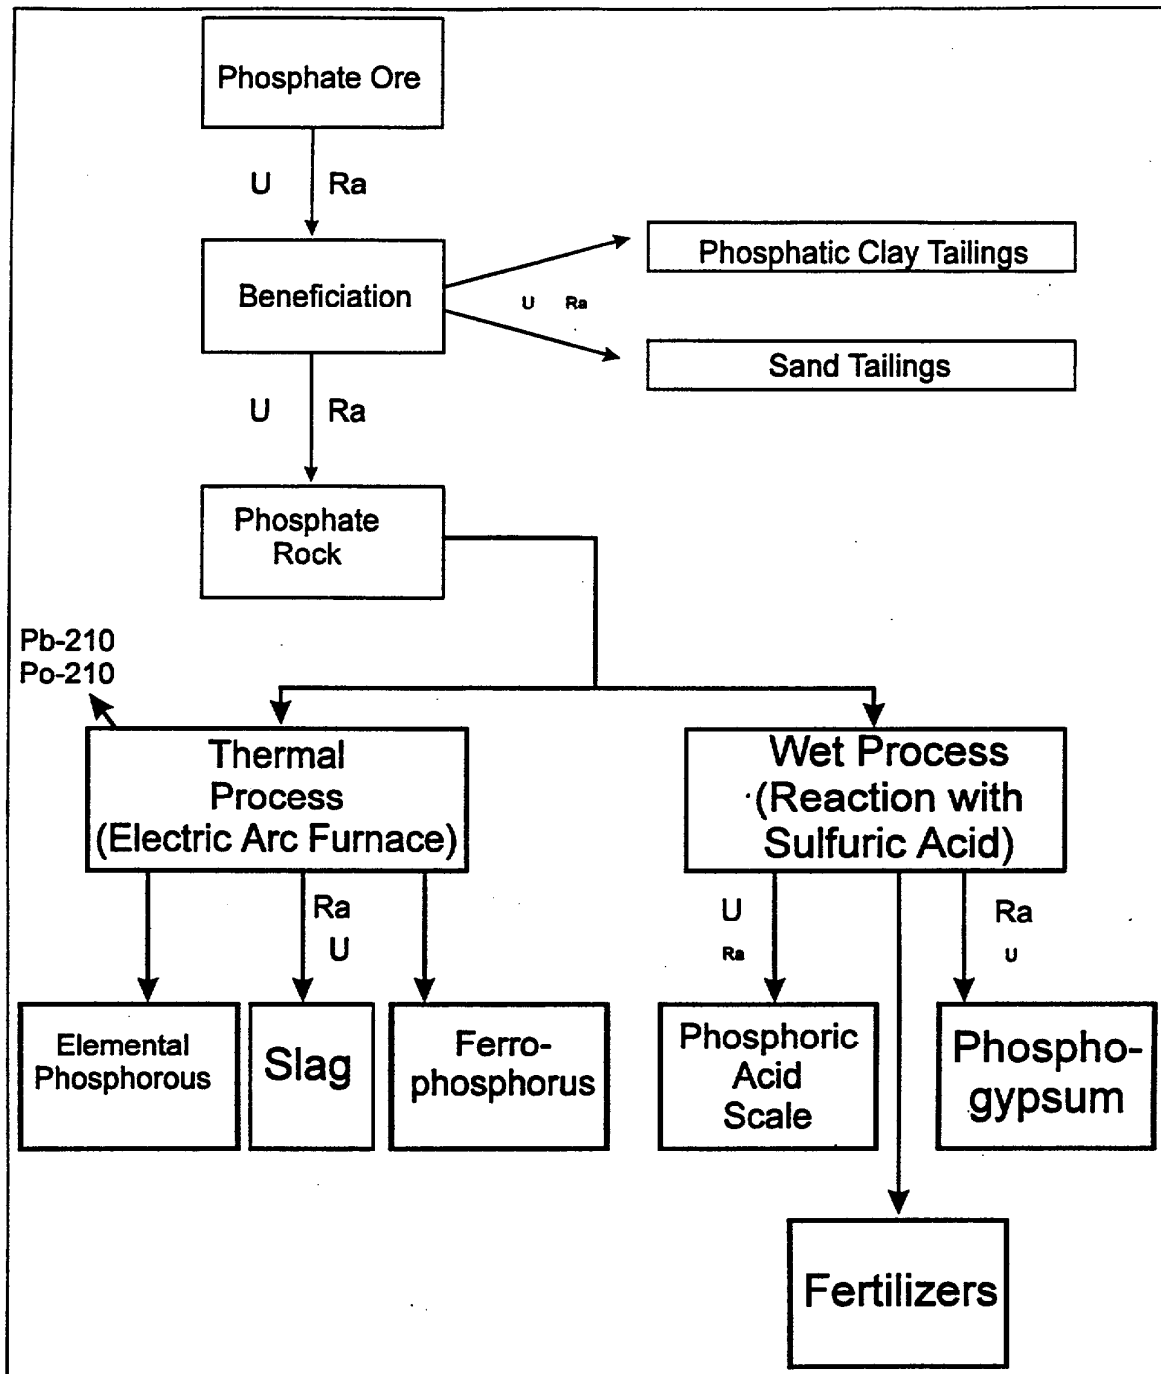 Phosphate Ore
U Ra
Beneficiation
Phosphatic Clay Tailings
U Ra
Sand Tailings
U Ra
Phosphate
Rock
Pb-210
Po-210
Thermal
Process
(Electric Arc Furnace)
Wet Process
(Reaction with
Sulfuric Acid)
Ra
U
U
Ra
Ra
U
Elemental
Phosphorous
Slag
Ferro-
phosphorus
Phosphoric
Acid
Scale
Phospho-
gypsum
Fertilizers